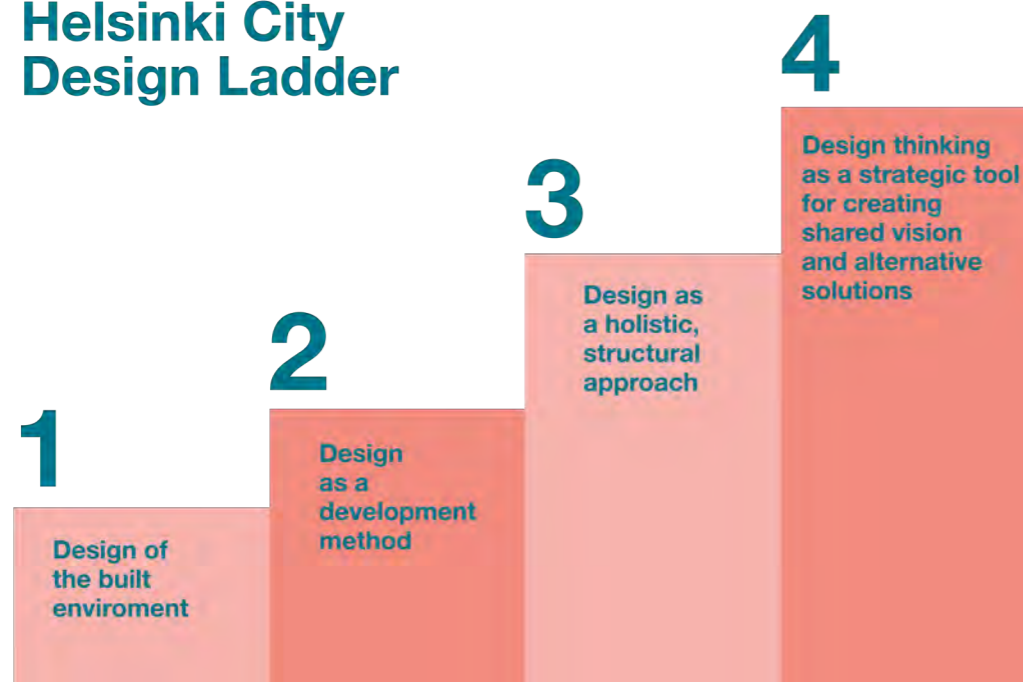 Helsinki City
Design Ladder
1
Design of
the built
enviroment
2
Design
as a
development
method
3
Design as
a holistic,
structural
approach
4
Design thinking
as a strategic tool
for creating
shared vision
and alternative
solutions